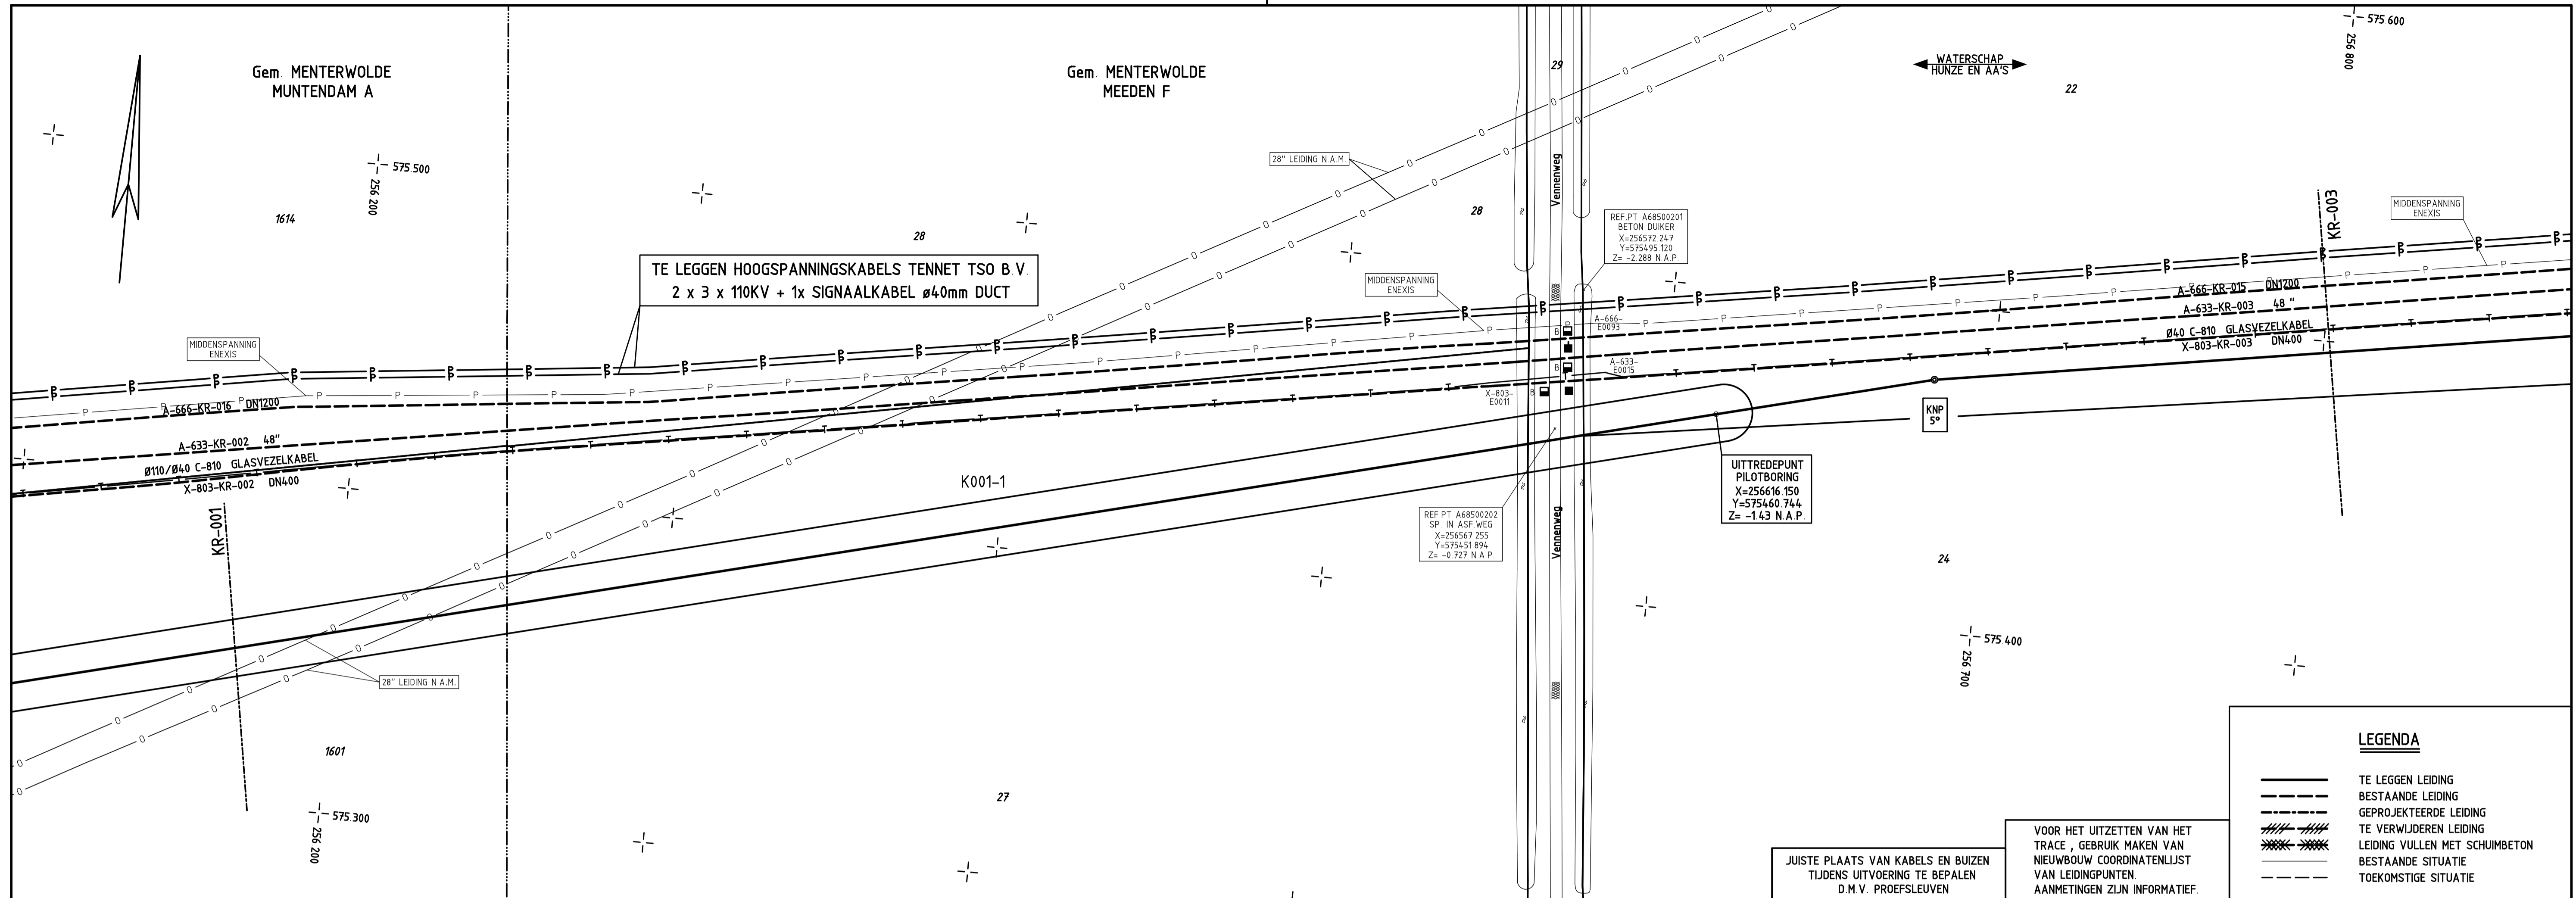 Gem. MENTERWOLDE
MUNTENDAM A
Gem. MENTERWOLDE
MEEDEN F
29
WATERSCHAP
HUNZE EN AA'S
22
575 600
256 800
575.500
256 200
1614
28
28" LEIDING N.A.M.
Vennenweg
28
REF.PT A68500201
BETON DUIKER
X=256572.247
Y=575495.120
Z= -2.288 N.A.P
KR-003
MIDDENSPANNING
ENEXIS
TE LEGGEN HOOGSPANNINGSKABELS TENNET TSO B.V.
2 x 3 x 110KV + 1x SIGNAALKABEL ø40mm DUCT
MIDDENSPANNING
ENEXIS
A-666-KR-015 DN1200
A-633-KR-003 48 "
Ø40 C-810 GLASVEZELKABEL
X-803-KR-003 DN400
A-666-
E0093
A-633-
E0015
X-803-
E0011
B
B
B
MIDDENSPANNING
ENEXIS
A-666-KR-016 DN1200
A-633-KR-002 48"
Ø110/Ø40 C-810 GLASVEZELKABEL
X-803-KR-002 DN400
KNP
5°
K001-1
UITTREDEPUNT
PILOTBORING
X=256616.150
Y=575460.744
Z= -1.43 N.A.P.
KR-001
REF.PT A68500202
SP. IN ASF.WEG
X=256567.255
Y=575451.894
Z= -0.727 N.A.P.
Vennenweg
24
575.400
256 700
28" LEIDING N.A.M.
1601
27
575.300
256 200
LEGENDA
TE LEGGEN LEIDING
BESTAANDE LEIDING
GEPROJEKTEERDE LEIDING
TE VERWIJDEREN LEIDING
LEIDING VULLEN MET SCHUIMBETON
BESTAANDE SITUATIE
TOEKOMSTIGE SITUATIE
VOOR HET UITZETTEN VAN HET
TRACE , GEBRUIK MAKEN VAN
NIEUWBOUW COORDINATENLIJST
VAN LEIDINGPUNTEN.
AANMETINGEN ZIJN INFORMATIEF.
JUISTE PLAATS VAN KABELS EN BUIZEN
TIJDENS UITVOERING TE BEPALEN
D.M.V. PROEFSLEUVEN